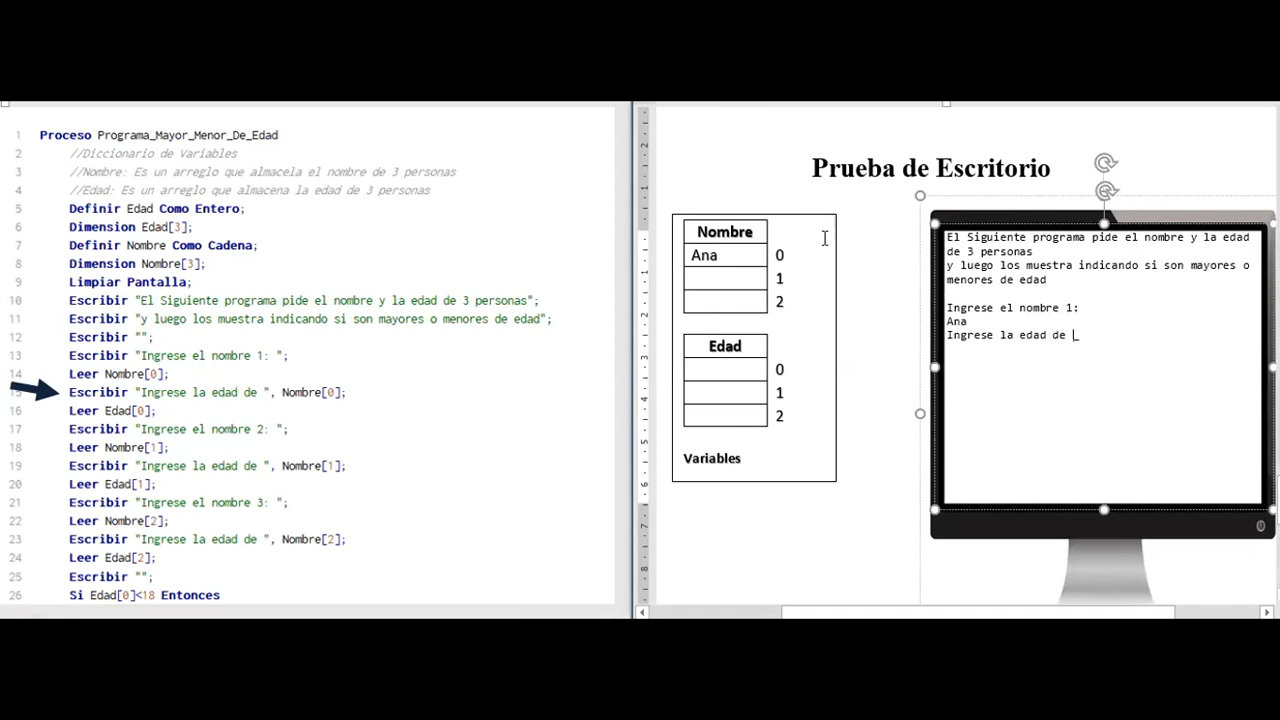 1 Proceso Programa_Mayor_Menor_De_Edad
2 //Diccionario de Variables
3 //Nombre: Es un arreglo que almacela el nombre de 3 personas
4 //Edad: Es un arreglo que almacena la edad de 3 personas
5 Definir Edad Como Entero;
6 Dimension Edad[3];
7 Definir Nombre Como Cadena;
8 Dimension Nombre[3];
9 Limpiar Pantalla;
10 Escribir "El Siguiente programa pide el nombre y la edad de 3 personas";
11 Escribir "y luego los muestra indicando si son mayores o menores de edad";
12 Escribir "";
13 Escribir "Ingrese el nombre 1: ";
14 Leer Nombre[0];
15 Escribir "Ingrese la edad de ", Nombre[0];
16 Leer Edad[0];
17 Escribir "Ingrese el nombre 2: ";
18 Leer Nombre[1];
19 Escribir "Ingrese la edad de ", Nombre[1];
20 Leer Edad[1];
21 Escribir "Ingrese el nombre 3: ";
22 Leer Nombre[2];
23 Escribir "Ingrese la edad de ", Nombre[2];
24 Leer Edad[2];
25 Escribir "";
26 Si Edad[0]<18 Entonces
Prueba de Escritorio
Nombre
Ana 0
1
2
Edad
0
1
2
Variables
El Siguiente programa pide el nombre y la edad
de 3 personas
y luego los muestra indicando si son mayores o
menores de edad
Ingrese el nombre 1:
Ana
Ingrese la edad de _